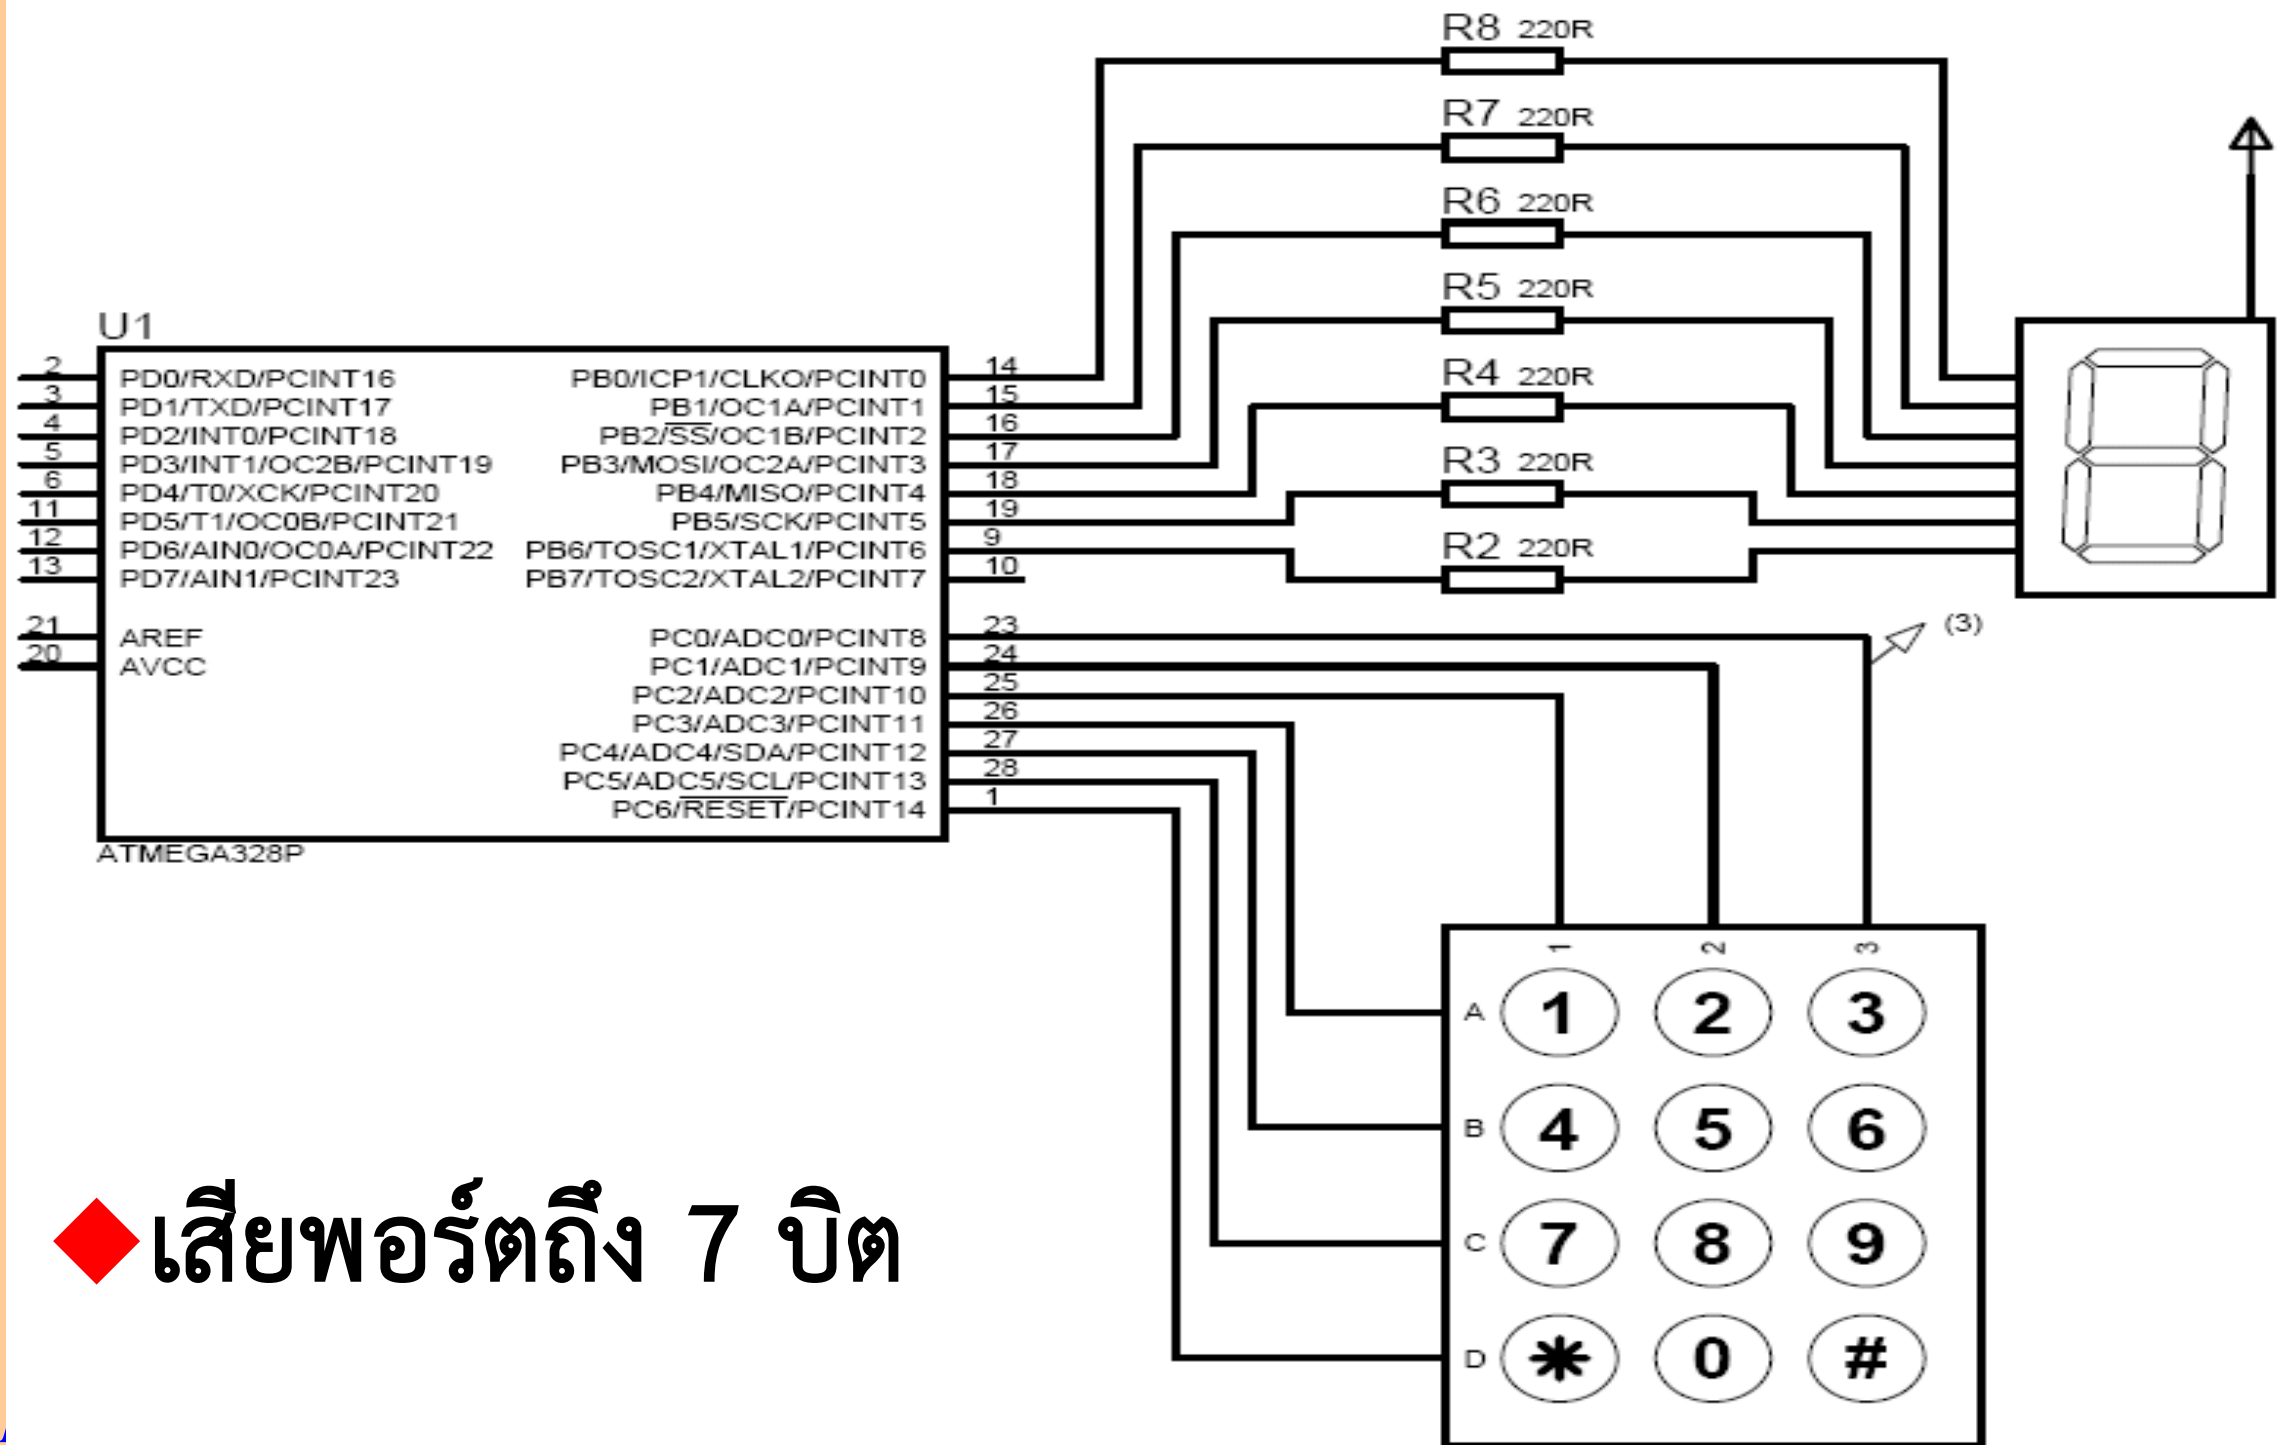 R8 220R
R7 220R
R6 220R
R5 220R
R4 220R
R3 220R
R2 220R
U1
2 PD0/RXD/PCINT16 PB0/ICP1/CLKO/PCINT0 14
3 PD1/TXD/PCINT17 PB1/OC1A/PCINT1 15
4 PD2/INT0/PCINT18 PB2/SS/OC1B/PCINT2 16
5 PD3/INT1/OC2B/PCINT19 PB3/MOSI/OC2A/PCINT3 17
6 PD4/T0/XCK/PCINT20 PB4/MISO/PCINT4 18
11 PD5/T1/OC0B/PCINT21 PB5/SCK/PCINT5 19
12 PD6/AIN0/OC0A/PCINT22 PB6/TOSC1/XTAL1/PCINT6 9
13 PD7/AIN1/PCINT23 PB7/TOSC2/XTAL2/PCINT7 10
21 AREF PC0/ADC0/PCINT8 23
20 AVCC PC1/ADC1/PCINT9 24
PC2/ADC2/PCINT10 25
PC3/ADC3/PCINT11 26
PC4/ADC4/SDA/PCINT12 27
PC5/ADC5/SCL/PCINT13 28
PC6/RESET/PCINT14 1
ATMEGA328P
(3)
1 2 3
A 1 2 3
B 4 5 6
C 7 8 9
D * 0 #
เสียพอร์ตถึง 7 บิต